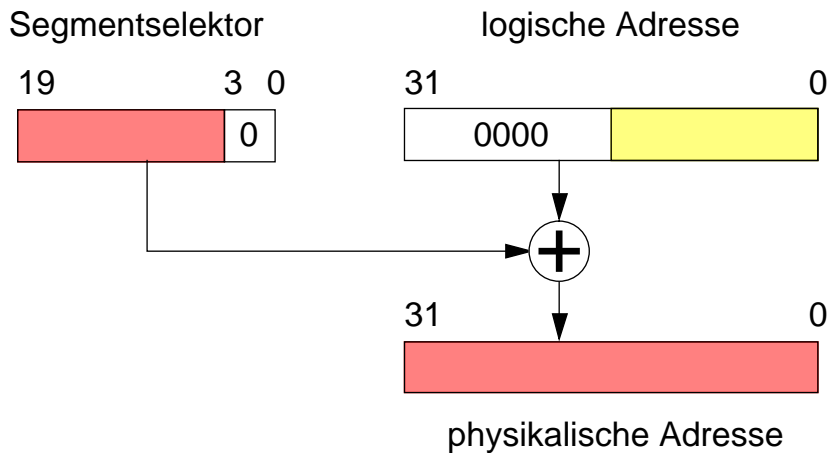 Segmentselektor
logische Adresse
19 3 0
31 0
0
0000
31 0
physikalische Adresse